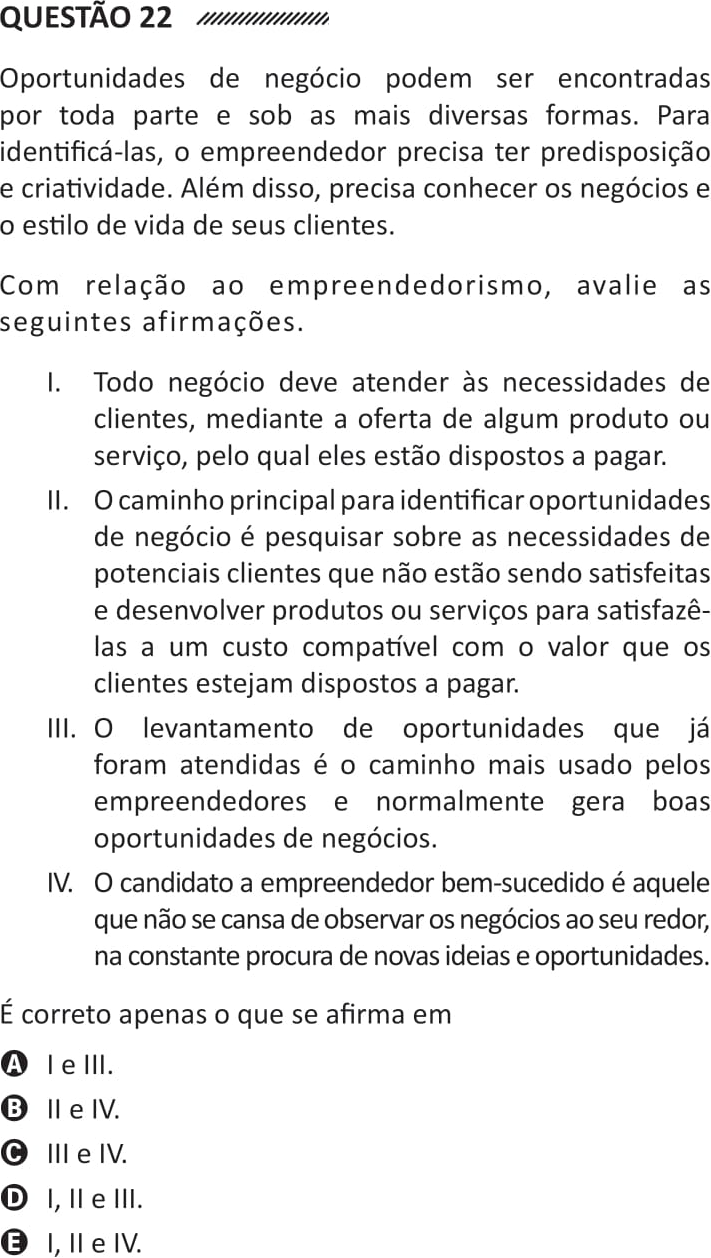 QUESTÃO 22
Oportunidades de negócio podem ser encontradas
por toda parte e sob as mais diversas formas. Para
identificá-las, o empreendedor precisa ter predisposição
e criatividade. Além disso, precisa conhecer os negócios e
o estilo de vida de seus clientes.
Com relação ao empreendedorismo, avalie as
seguintes afirmações.
I. Todo negócio deve atender às necessidades de
clientes, mediante a oferta de algum produto ou
serviço, pelo qual eles estão dispostos a pagar.
II. O caminho principal para identificar oportunidades
de negócio é pesquisar sobre as necessidades de
potenciais clientes que não estão sendo satisfeitas
e desenvolver produtos ou serviços para satisfazê-
las a um custo compatível com o valor que os
clientes estejam dispostos a pagar.
III. O levantamento de oportunidades que já
foram atendidas é o caminho mais usado pelos
empreendedores e normalmente gera boas
oportunidades de negócios.
IV. O candidato a empreendedor bem-sucedido é aquele
que não se cansa de observar os negócios ao seu redor,
na constante procura de novas ideias e oportunidades.
É correto apenas o que se afirma em
A I e III.
B II e IV.
C III e IV.
D I, II e III.
E I, II e IV.